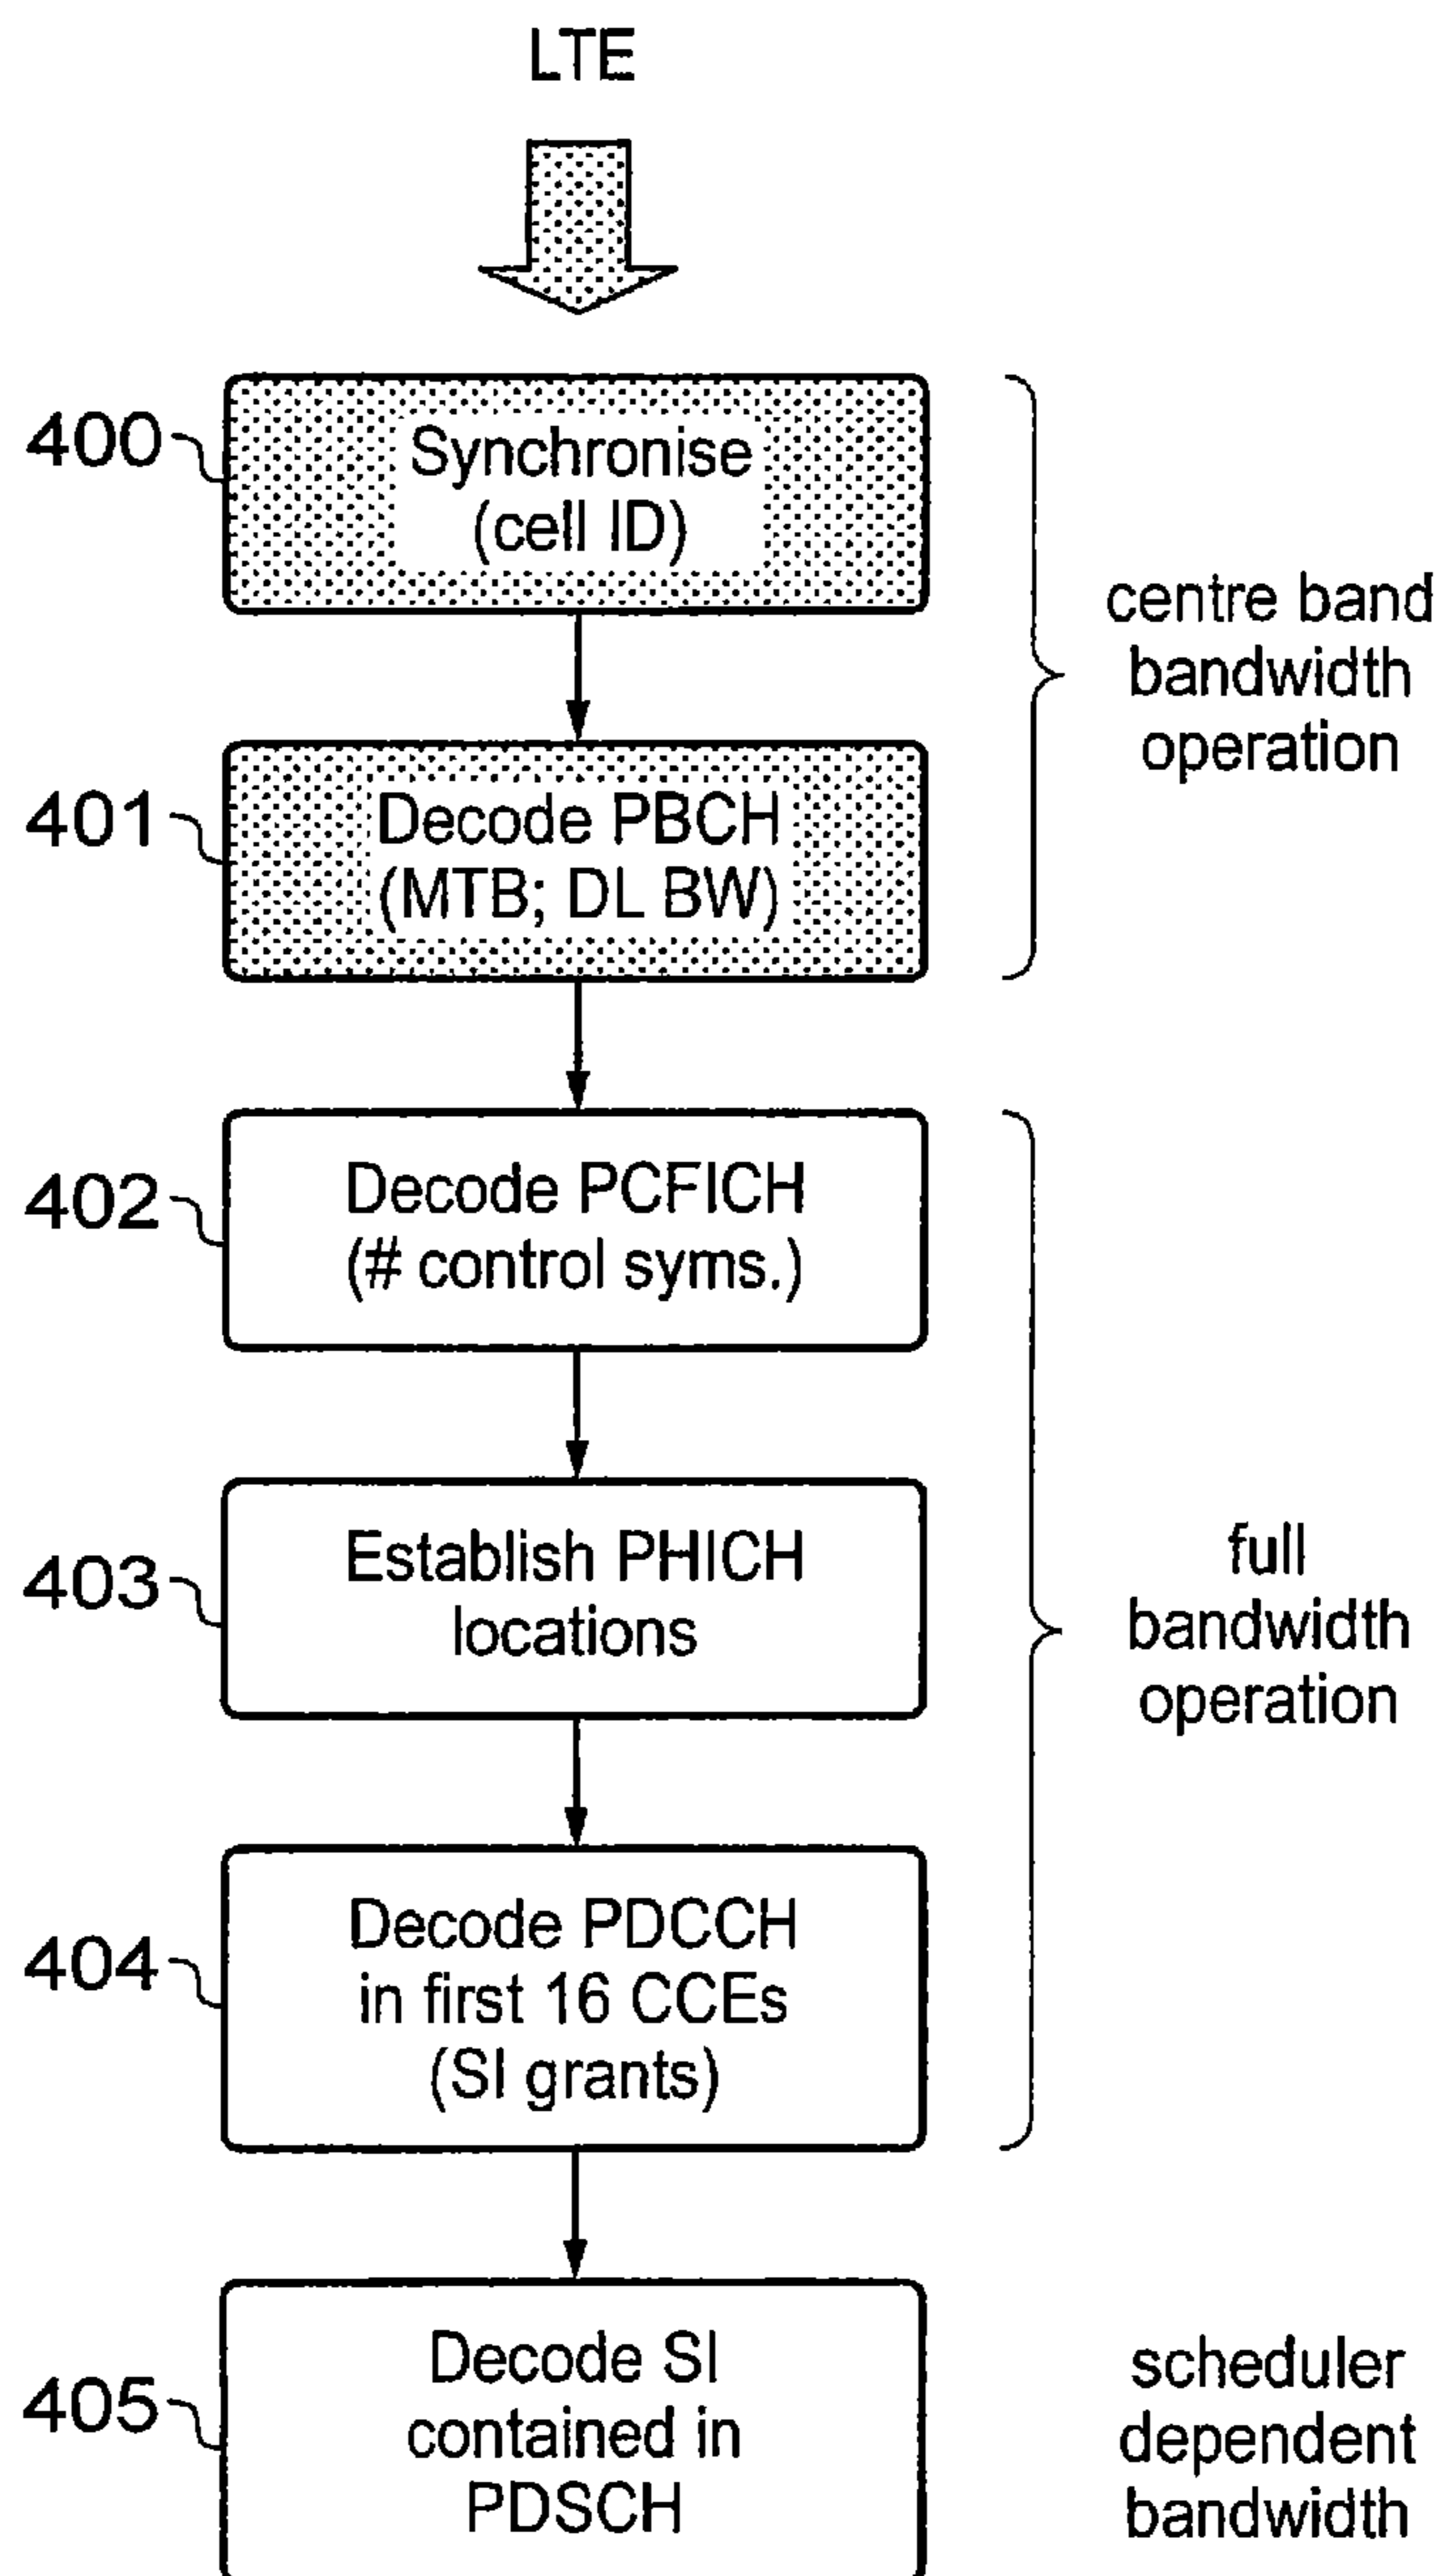 LTE
400
Synchronise
(cell ID)
centre band
bandwidth
operation
401
Decode PBCH
(MTB; DL BW)
402
Decode PCFICH
(# control syms.)
403
Establish PHICH
locations
full
bandwidth
operation
404
Decode PDCCH
in first 16 CCEs
(SI grants)
405
Decode SI
contained in
PDSCH
scheduler
dependent
bandwidth